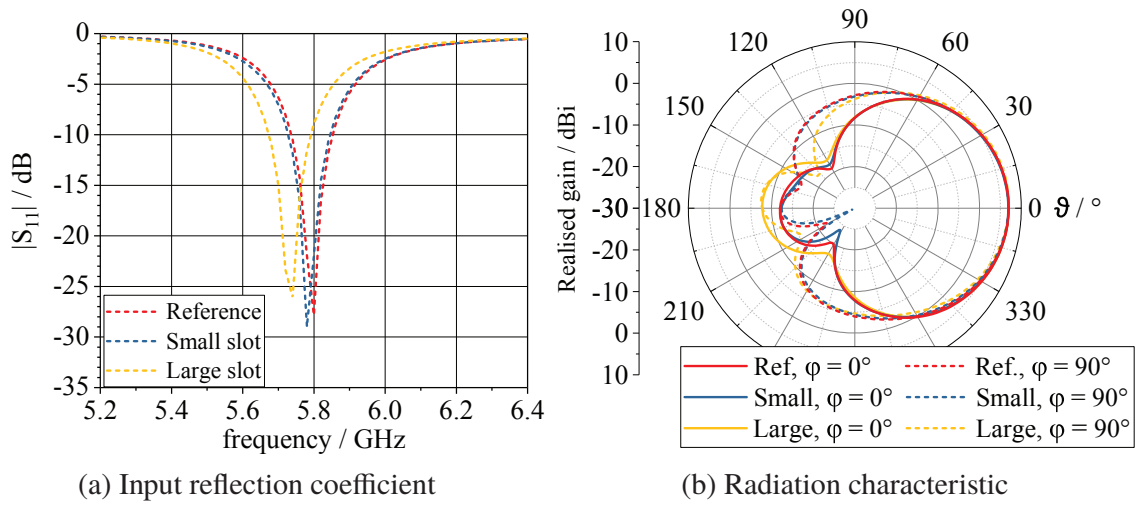 0
-5
-10
-15
-20
-25
-30
-35
|S₁₁| / dB
Reference
Small slot
Large slot
5.2 5.4 5.6 5.8 6.0 6.2 6.4
frequency / GHz
(a) Input reflection coefficient
10
0
-10
-20
-30
-20
-10
0
10
Realised gain / dBi
90
120 60
150 30
180 0 ϑ / °
210 330
Ref, φ = 0° Ref., φ = 90°
Small, φ = 0° Small, φ = 90°
Large, φ = 0° Large, φ = 90°
(b) Radiation characteristic